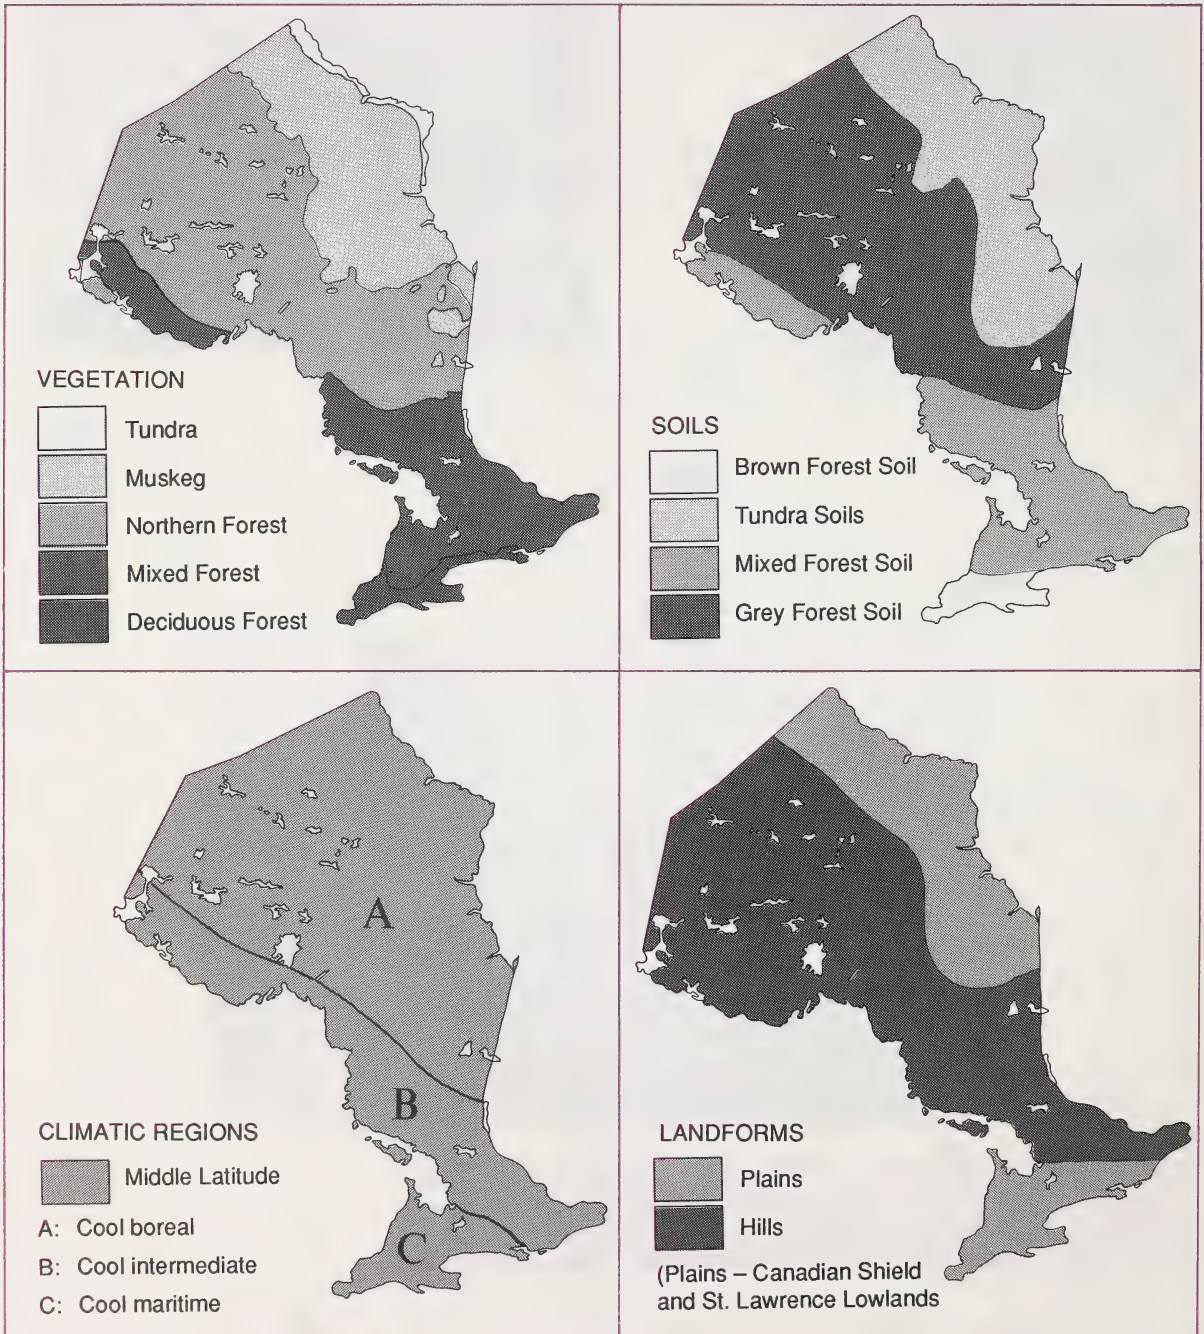 VEGETATION
Tundra
Muskeg
Northern Forest
Mixed Forest
Deciduous Forest
SOILS
Brown Forest Soil
Tundra Soils
Mixed Forest Soil
Grey Forest Soil
A
B
C
CLIMATIC REGIONS
Middle Latitude
A: Cool boreal
B: Cool intermediate
C: Cool maritime
LANDFORMS
Plains
Hills
(Plains – Canadian Shield
and St. Lawrence Lowlands